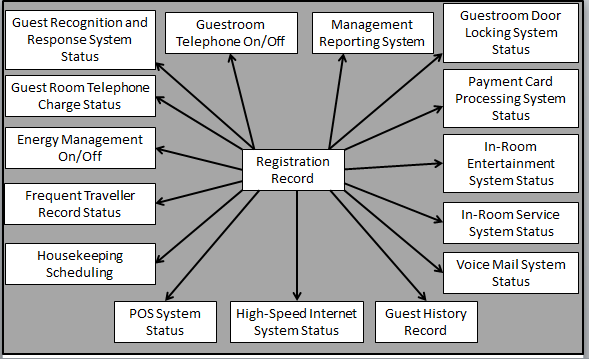 Guest Recognition and
Response System
Status
Guestroom
Telephone On/Off
Management
Reporting System
Guestroom Door
Locking System
Status
Guest Room Telephone
Charge Status
Payment Card
Processing System
Status
Energy Management
On/Off
Registration
Record
In-Room
Entertainment
System Status
Frequent Traveller
Record Status
In-Room Service
System Status
Housekeeping
Scheduling
Voice Mail System
Status
POS System
Status
High-Speed Internet
System Status
Guest History
Record